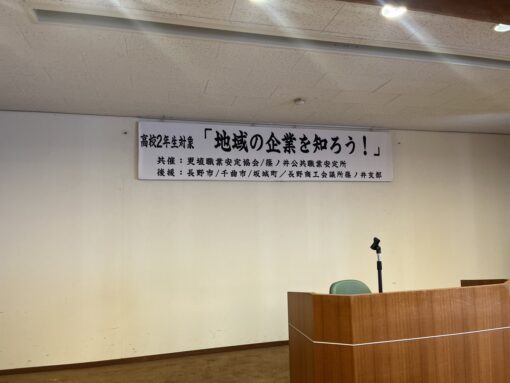 高校2年生対象 「地域の企業を知ろう！」
共催：更埴職業安定協会/篠ノ井公共職業安定所
後援：長野市/千曲市/坂城町／長野商工会議所篠ノ井支部